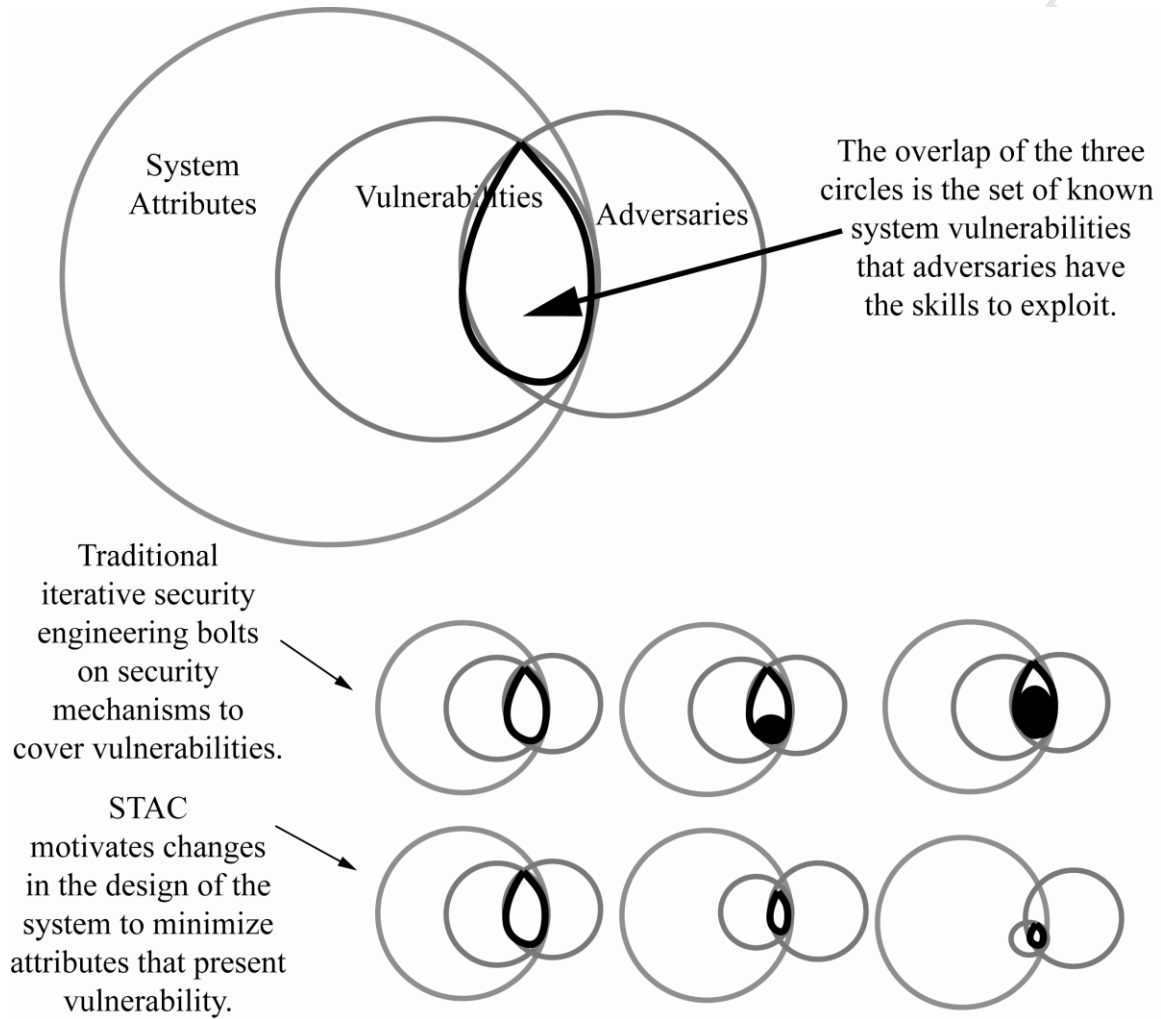 System
Attributes
Vulnerabilities
Adversaries
The overlap of the three
circles is the set of known
system vulnerabilities
that adversaries have
the skills to exploit.
Traditional
iterative security
engineering bolts
on security
mechanisms to
cover vulnerabilities.
STAC
motivates changes
in the design of the
system to minimize
attributes that present
vulnerability.